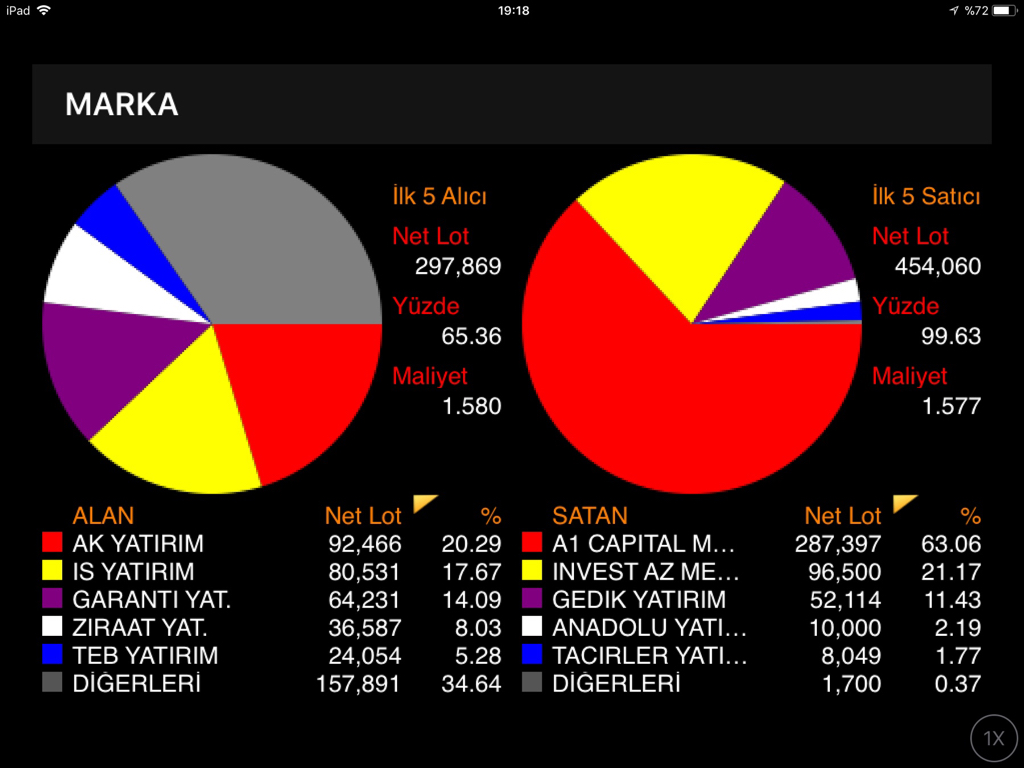 iPad 19:18 %72
MARKA
İlk 5 Alıcı
Net Lot
297,869
Yüzde
65.36
Maliyet
1.580
İlk 5 Satıcı
Net Lot
454,060
Yüzde
99.63
Maliyet
1.577
ALAN Net Lot %
AK YATIRIM 92,466 20.29
IS YATIRIM 80,531 17.67
GARANTI YAT. 64,231 14.09
ZIRAAT YAT. 36,587 8.03
TEB YATIRIM 24,054 5.28
DİĞERLERİ 157,891 34.64
SATAN Net Lot %
A1 CAPITAL M... 287,397 63.06
INVEST AZ ME... 96,500 21.17
GEDIK YATIRIM 52,114 11.43
ANADOLU YATI... 10,000 2.19
TACIRLER YATI... 8,049 1.77
DİĞERLERİ 1,700 0.37
1X